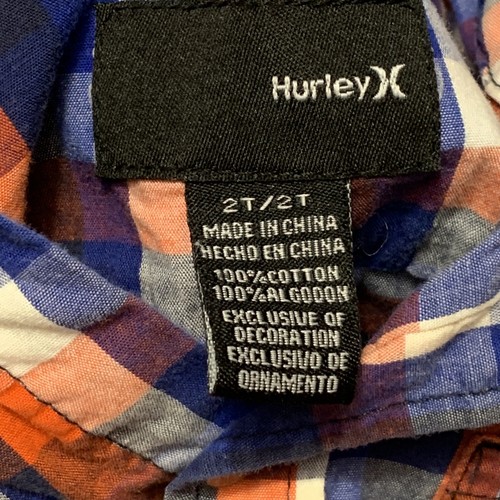 Hurley
2T/2T
MADE IN CHINA
HECHO EN CHINA
100%COTTON
100%ALGODON
EXCLUSIVE OF
DECORATION
EXCLUSIVO DE
ORNAMENTO